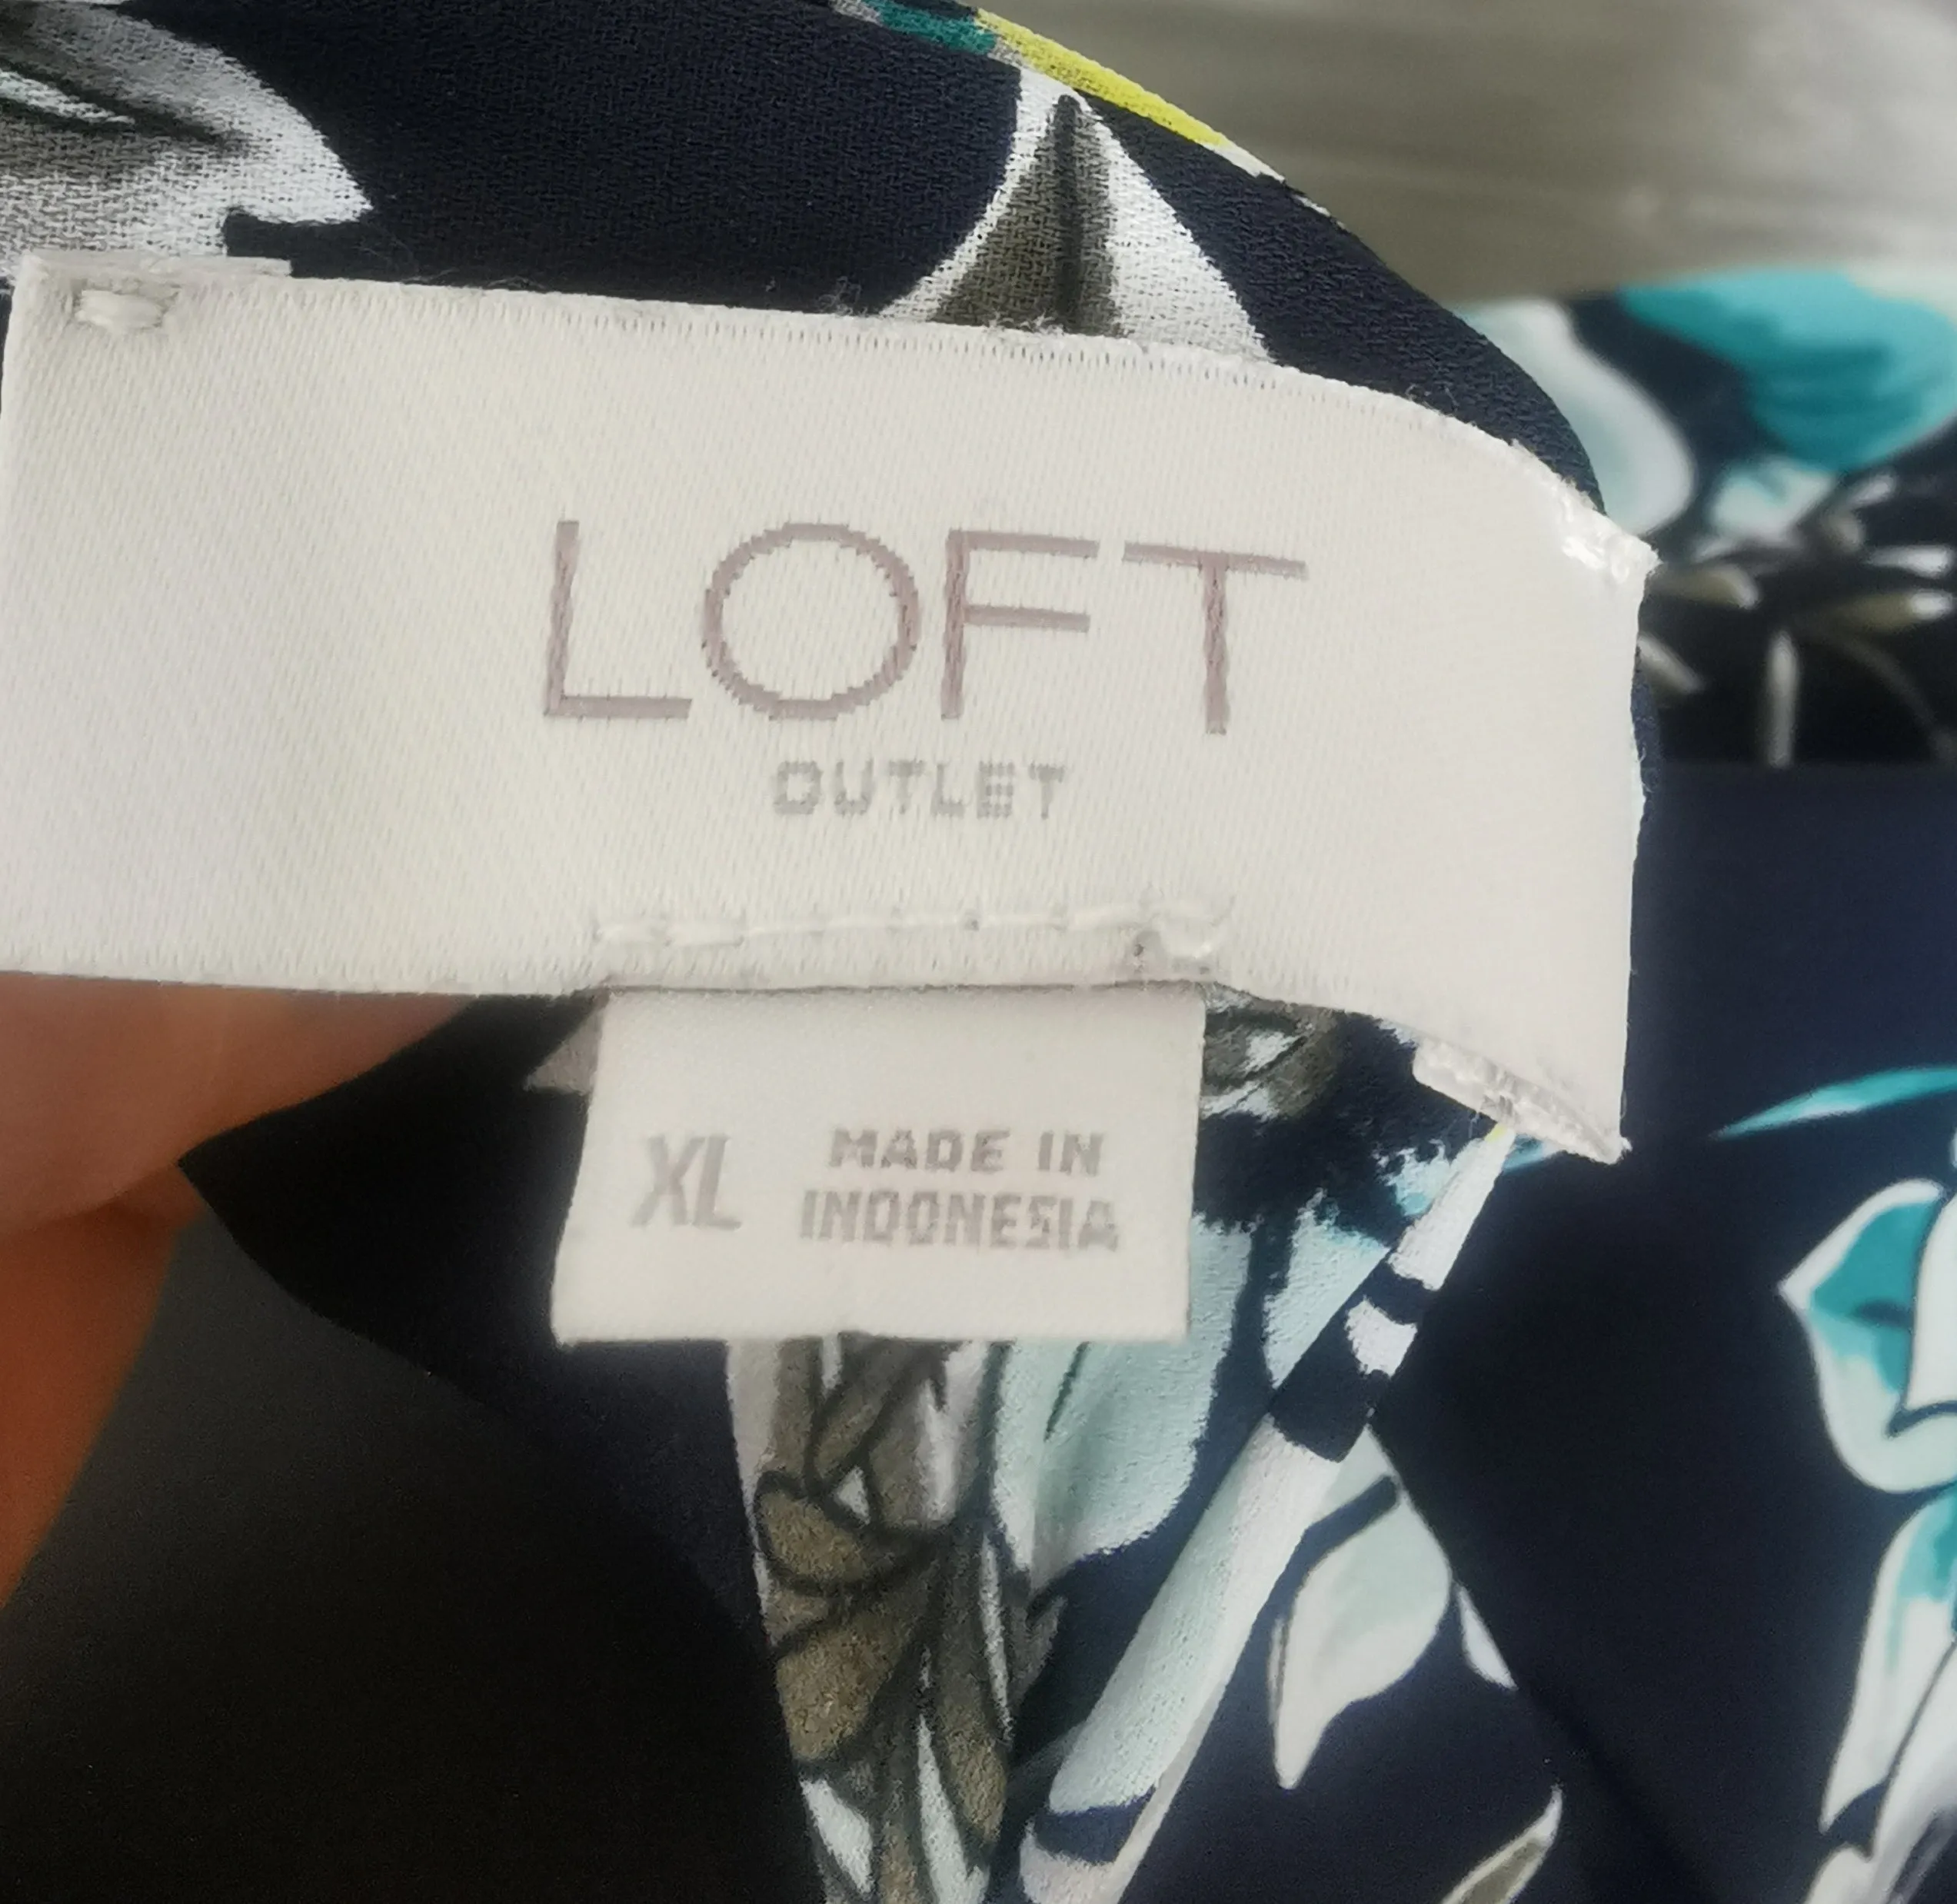 LOFT
OUTLET
XL
MADE IN
INDONESIA